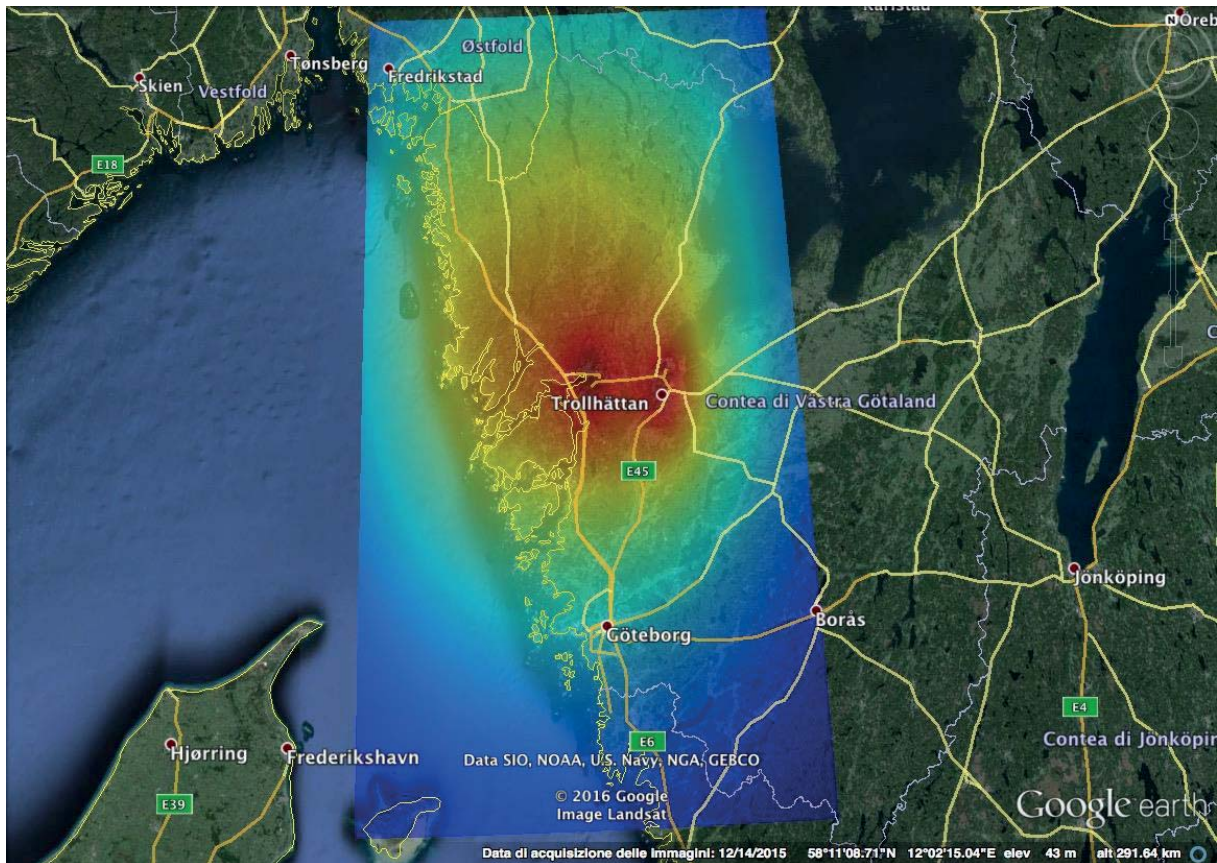 Karlstad
Öreb
N
Østfold
Tønsberg
Fredrikstad
Skien
Vestfold
E18
Trollhättan
Contea di Västra Götaland
E45
Jönköping
Göteborg
Borås
E4
Hjørring
Frederikshavn
E6
Contea di Jönköpin
Data SIO, NOAA, U.S. Navy, NGA, GEBCO
E39
© 2016 Google
Image Landsat
Google earth
Data di acquisizione delle immagini: 12/14/2015 58°11'08.71"N 12°02'15.04"E elev 43 m alt 291.64 km